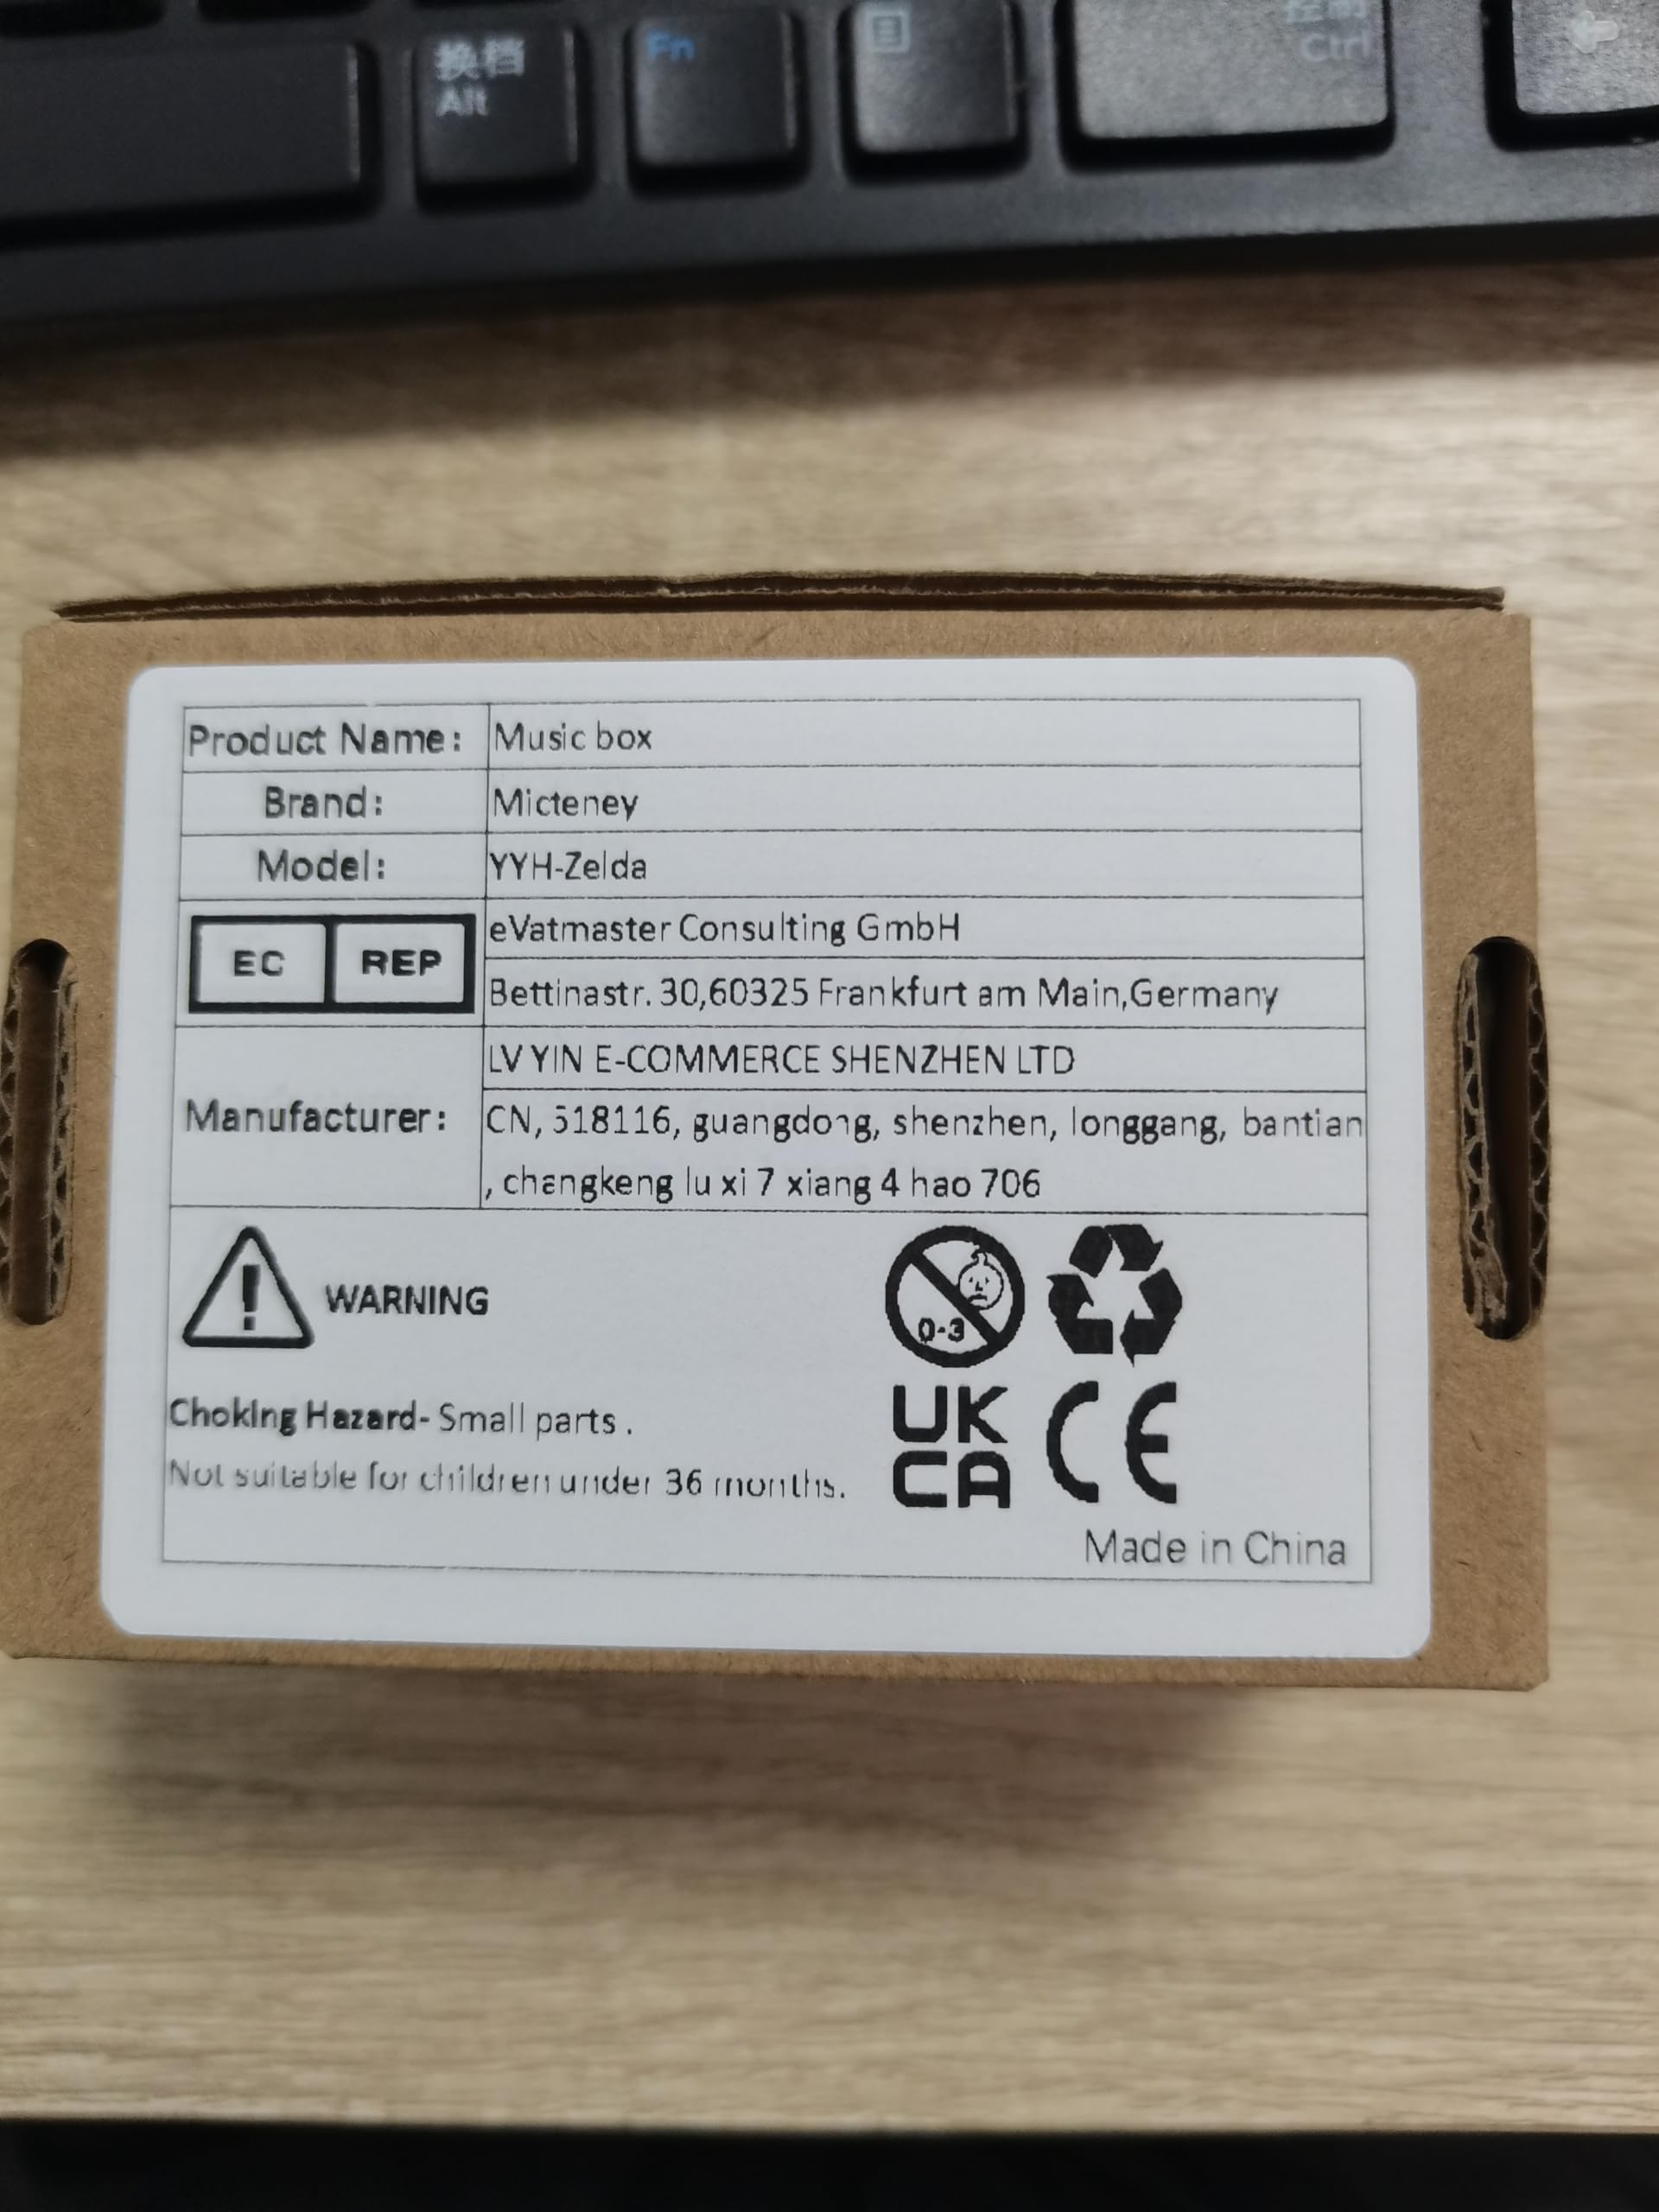 换档
Alt
Fn
控制
Ctrl
Product Name: Music box
Brand: Micteney
Model: YYH-Zelda
EC REP
eVatmaster Consulting GmbH
Bettinastr. 30,60325 Frankfurt am Main,Germany
Manufacturer:
LV YIN E-COMMERCE SHENZHEN LTD
CN, 518116, guangdong, shenzhen, longgang, bantian
, changkeng lu xi 7 xiang 4 hao 706
WARNING
0-3
Choking Hazard- Small parts .
Not suitable for children under 36 months.
UK
CA
CE
Made in China